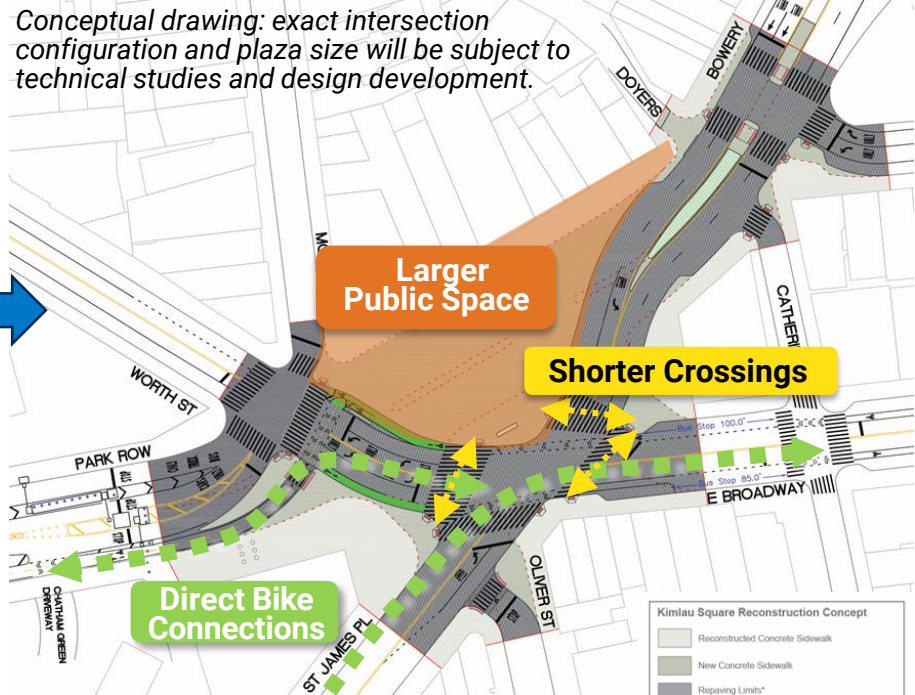 Conceptual drawing: exact intersection
configuration and plaza size will be subject to
technical studies and design development.
BOWERY
DOYERS
Larger
Public Space
CATHERI
Shorter Crossings
WORTH ST
PARK ROW
Bus Stop 100.0'
Bus Stop 85.0'
E BROADWAY
OLIVER ST
Direct Bike
Connections
CHATHAM GREEN
DRIVEWAY
ST JAMES PL
Kimlau Square Reconstruction Concept
Reconstructed Concrete Sidewalk
New Concrete Sidewalk
Repaving Limits*